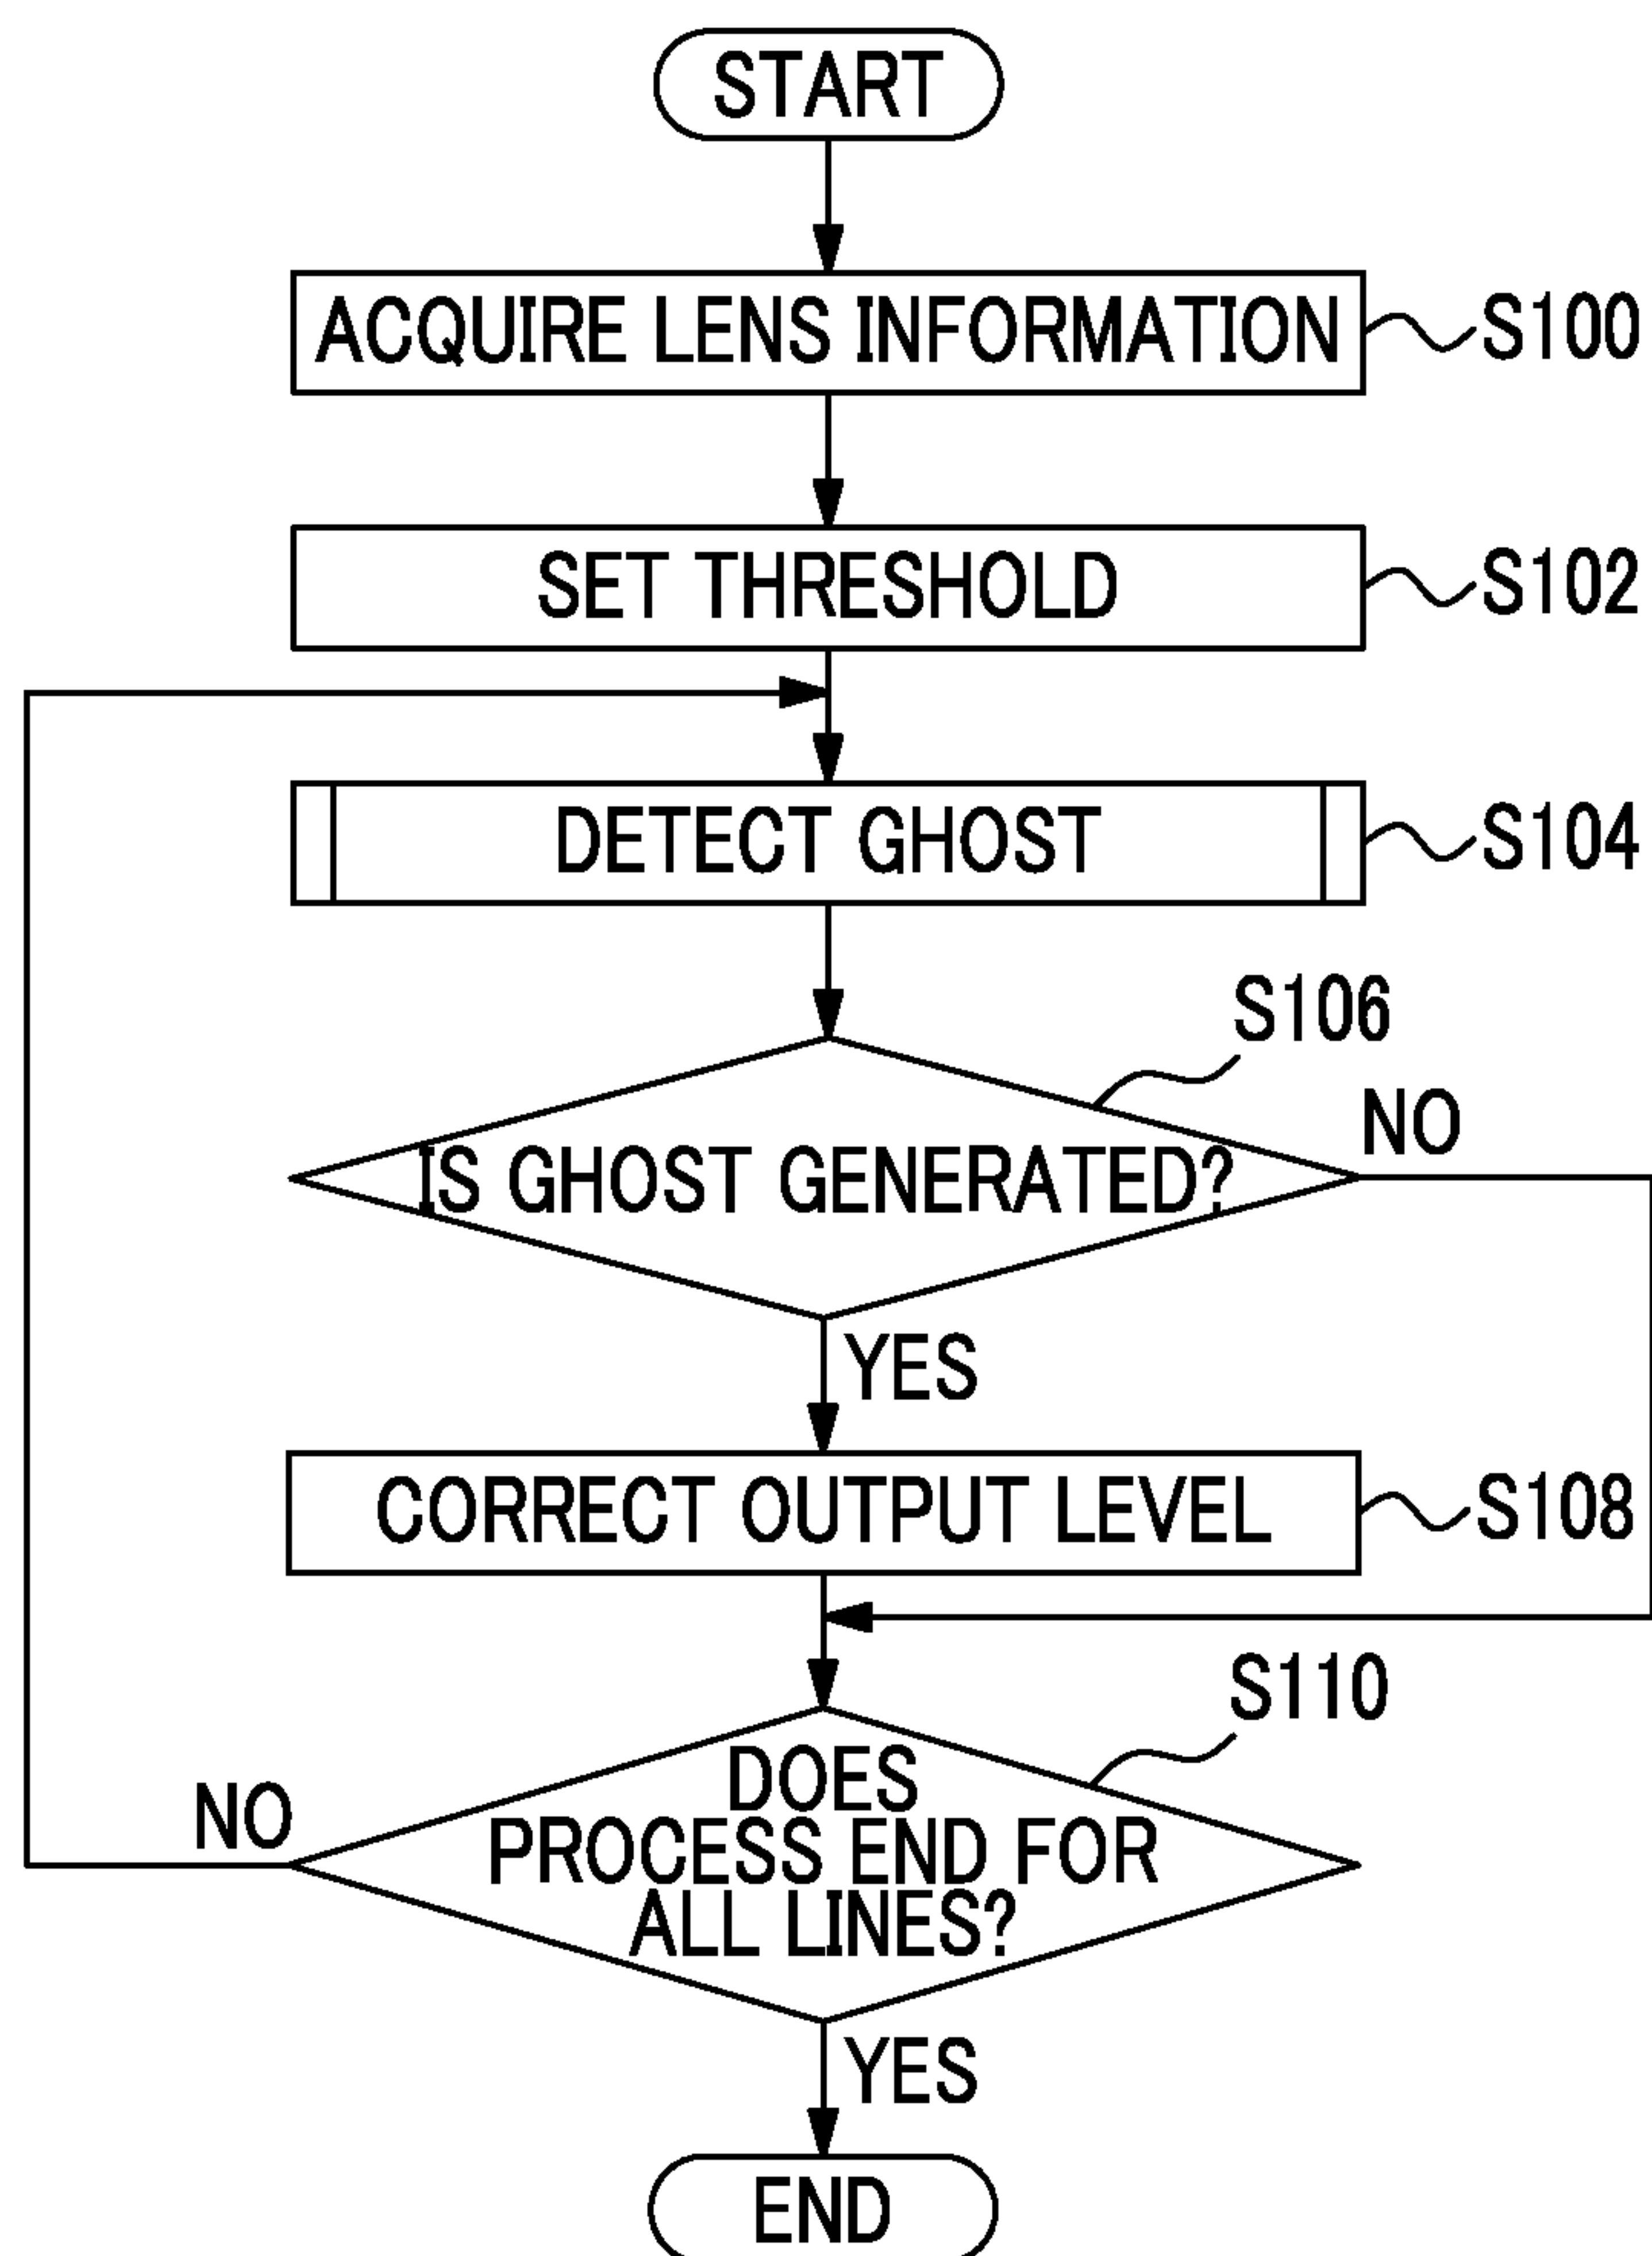 START
ACQUIRE LENS INFORMATION
S100
SET THRESHOLD
S102
DETECT GHOST
S104
S106
IS GHOST GENERATED?
NO
YES
CORRECT OUTPUT LEVEL
S108
S110
DOES
PROCESS END FOR
ALL LINES?
NO
YES
END